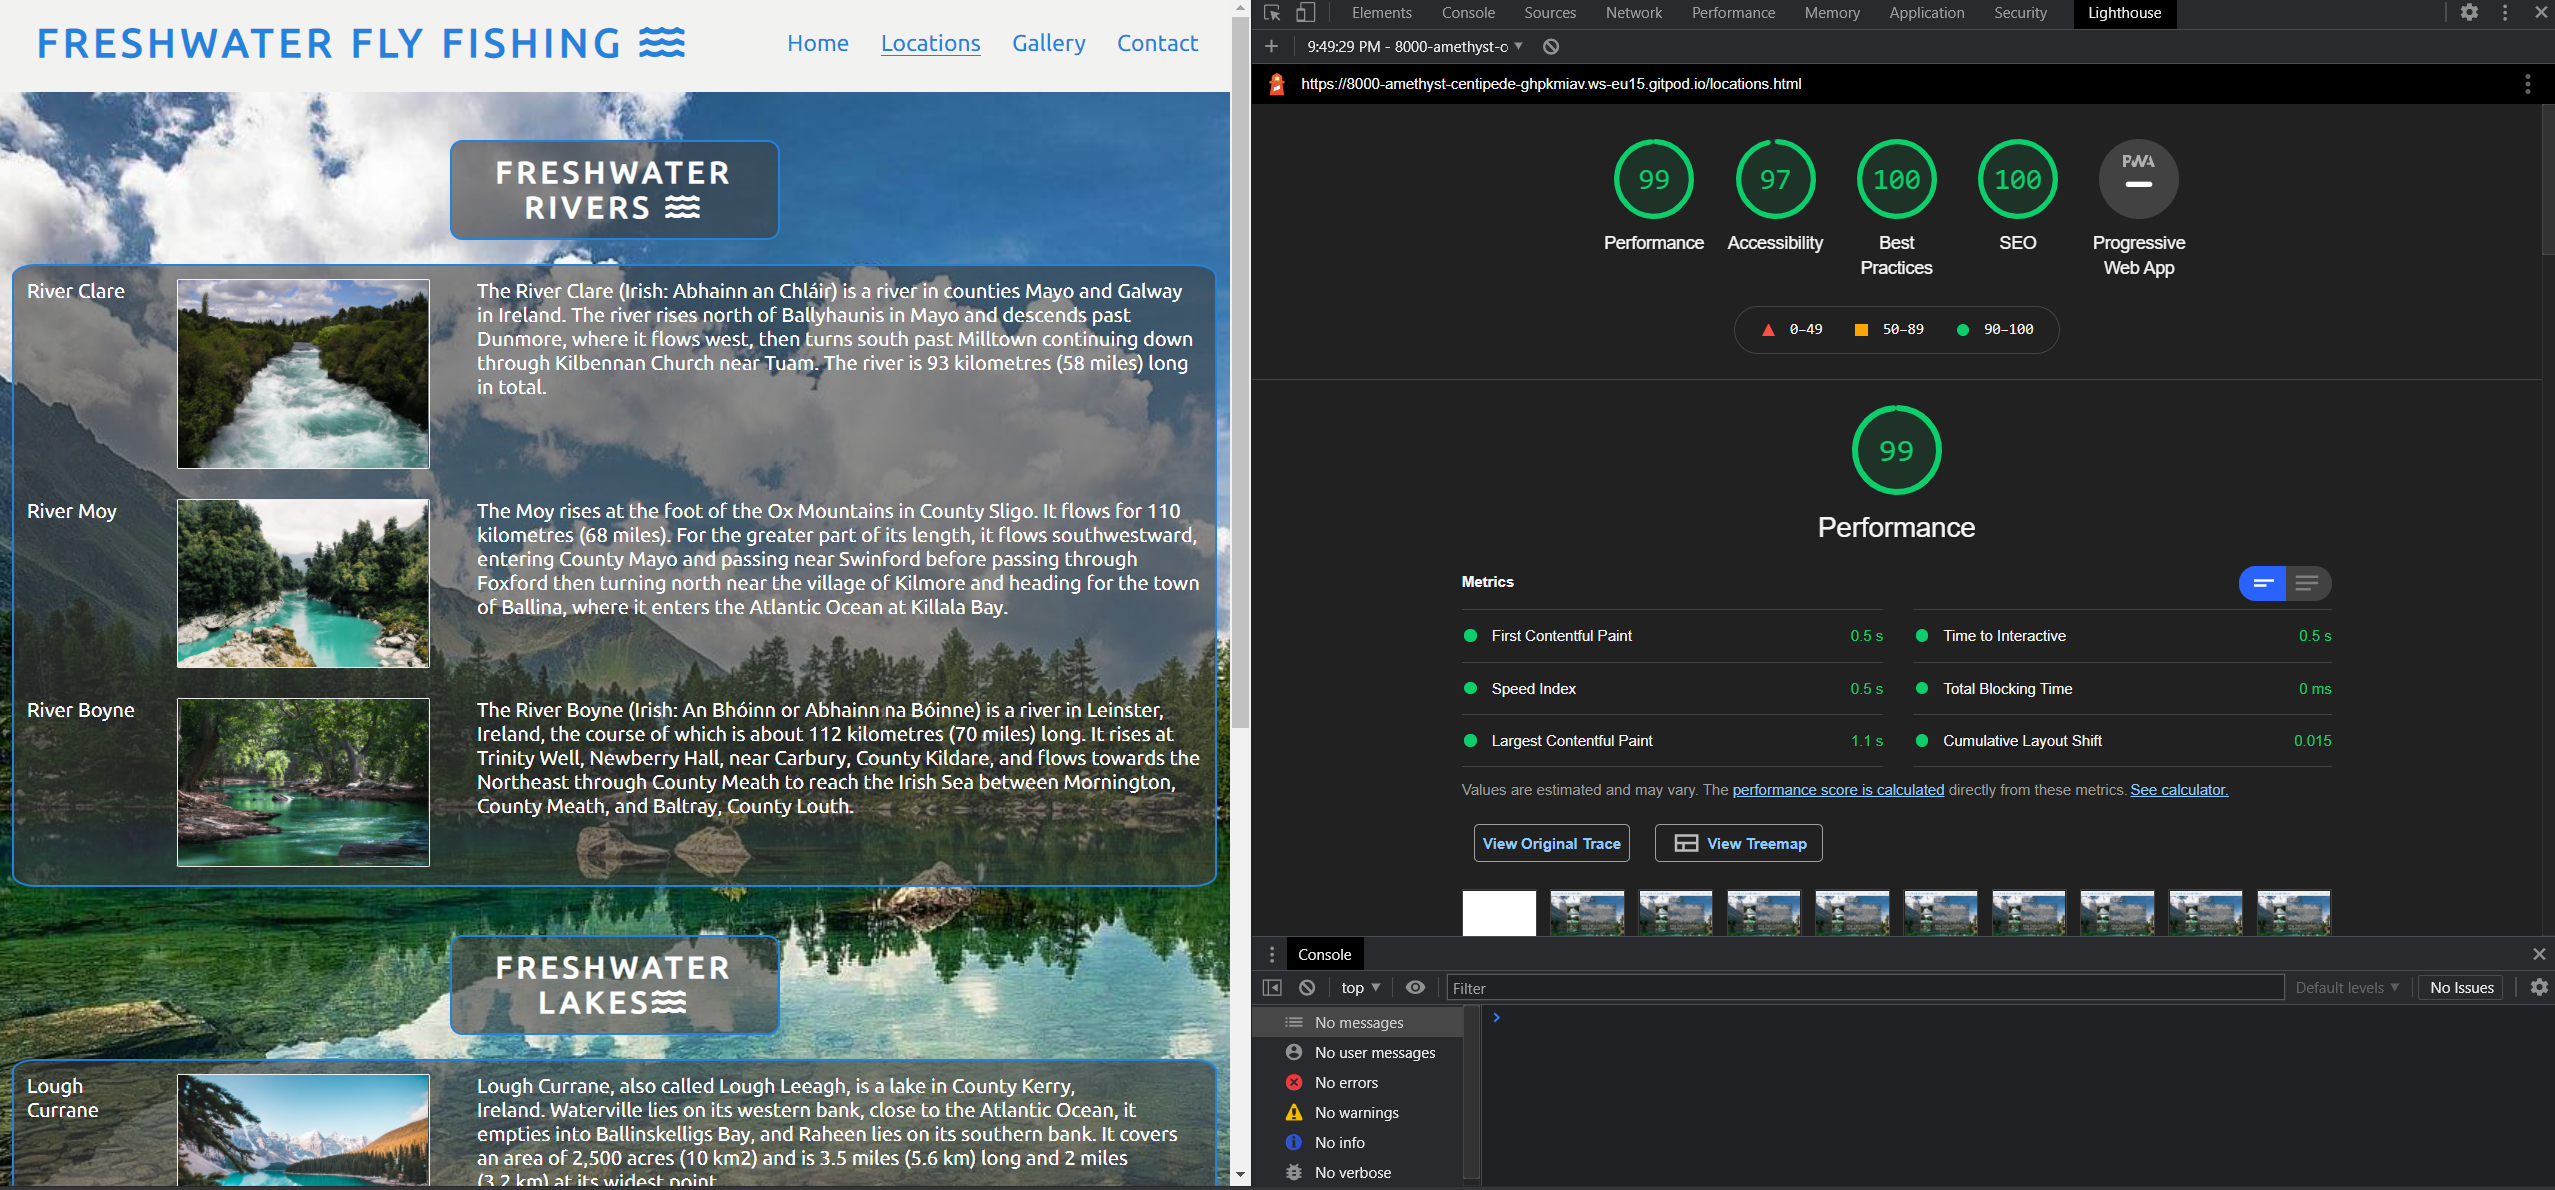 FRESHWATER FLY FISHING
Home Locations Gallery Contact
FRESHWATER
RIVERS
River Clare
The River Clare (Irish: Abhainn an Chláir) is a river in counties Mayo and Galway
in Ireland. The river rises north of Ballyhaunis in Mayo and descends past
Dunmore, where it flows west, then turns south past Milltown continuing down
through Kilbennan Church near Tuam. The river is 93 kilometres (58 miles) long
in total.
River Moy
The Moy rises at the foot of the Ox Mountains in County Sligo. It flows for 110
kilometres (68 miles). For the greater part of its length, it flows southwestward,
entering County Mayo and passing near Swinford before passing through
Foxford then turning north near the village of Kilmore and heading for the town
of Ballina, where it enters the Atlantic Ocean at Killala Bay.
River Boyne
The River Boyne (Irish: An Bhóinn or Abhainn na Bóinne) is a river in Leinster,
Ireland, the course of which is about 112 kilometres (70 miles) long. It rises at
Trinity Well, Newberry Hall, near Carbury, County Kildare, and flows towards the
Northeast through County Meath to reach the Irish Sea between Mornington,
County Meath, and Baltray, County Louth.
FRESHWATER
LAKES
Lough
Currane
Lough Currane, also called Lough Leeagh, is a lake in County Kerry,
Ireland. Waterville lies on its western bank, close to the Atlantic Ocean, it
empties into Ballinskelligs Bay, and Raheen lies on its southern bank. It covers
an area of 2,500 acres (10 km2) and is 3.5 miles (5.6 km) long and 2 miles
(3.2 km) at its widest point.
Elements Console Sources Network Performance Memory Application Security Lighthouse
9:49:29 PM - 8000-amethyst-c
https://8000-amethyst-centipede-ghpkmiav.ws-eu15.gitpod.io/locations.html
99 97 100 100 PWA
Performance Accessibility Best Practices SEO Progressive Web App
0–49 50–89 90–100
99
Performance
Metrics
First Contentful Paint 0.5 s
Time to Interactive 0.5 s
Speed Index 0.5 s
Total Blocking Time 0 ms
Largest Contentful Paint 1.1 s
Cumulative Layout Shift 0.015
Values are estimated and may vary. The performance score is calculated directly from these metrics. See calculator.
View Original Trace View Treemap
Console
top Filter Default levels No Issues
No messages
No user messages
No errors
No warnings
No info
No verbose